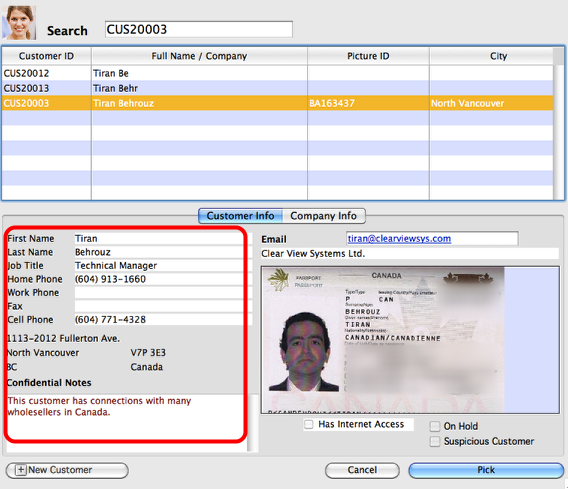 Search CUS20003
Customer ID Full Name / Company Picture ID City
CUS20012 Tiran Be
CUS20013 Tiran Behr
CUS20003 Tiran Behrouz BA163437 North Vancouver
Customer Info Company Info
First Name Tiran
Last Name Behrouz
Job Title Technical Manager
Home Phone (604) 913-1660
Work Phone
Fax
Cell Phone (604) 771-4328
1113-2012 Fullerton Ave.
North Vancouver V7P 3E3
BC Canada
Confidential Notes
This customer has connections with many
wholesellers in Canada.
Email tiran@clearviewsys.com
Clear View Systems Ltd.
PASSPORT
PASSEPORT
CANADA
Type/Type
P CAN
BEHROUZ
TIRAN
CANADIAN/CANADIENNE
Has Internet Access
On Hold
Suspicious Customer
+ New Customer Cancel Pick